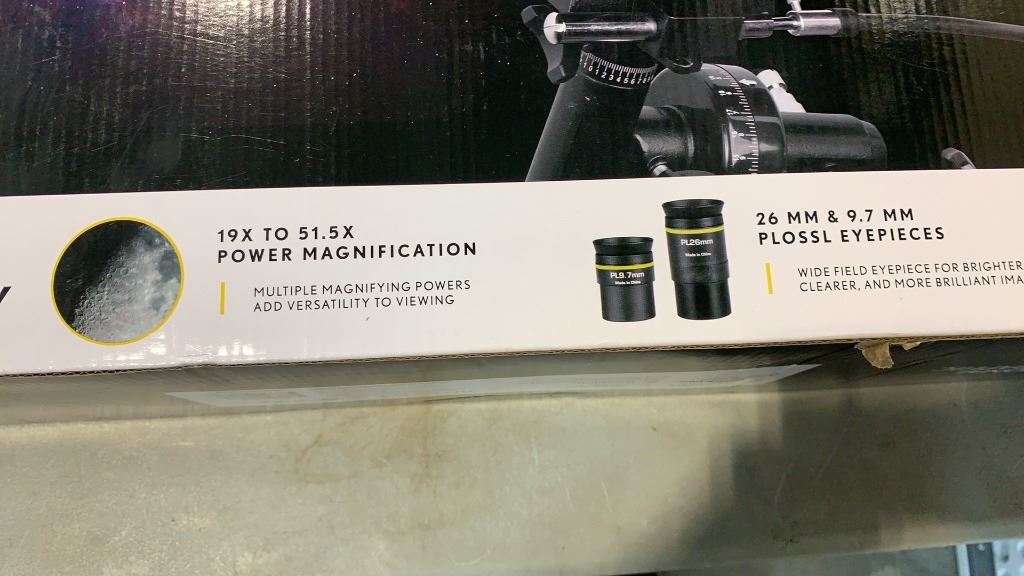 19X TO 51.5X
POWER MAGNIFICATION
MULTIPLE MAGNIFYING POWERS
ADD VERSATILITY TO VIEWING
PL9.7mm
Made in China
PL26mm
Made in China
26 MM & 9.7 MM
PLOSSL EYEPIECES
WIDE FIELD EYEPIECE FOR BRIGHTER
CLEARER, AND MORE BRILLIANT IMA